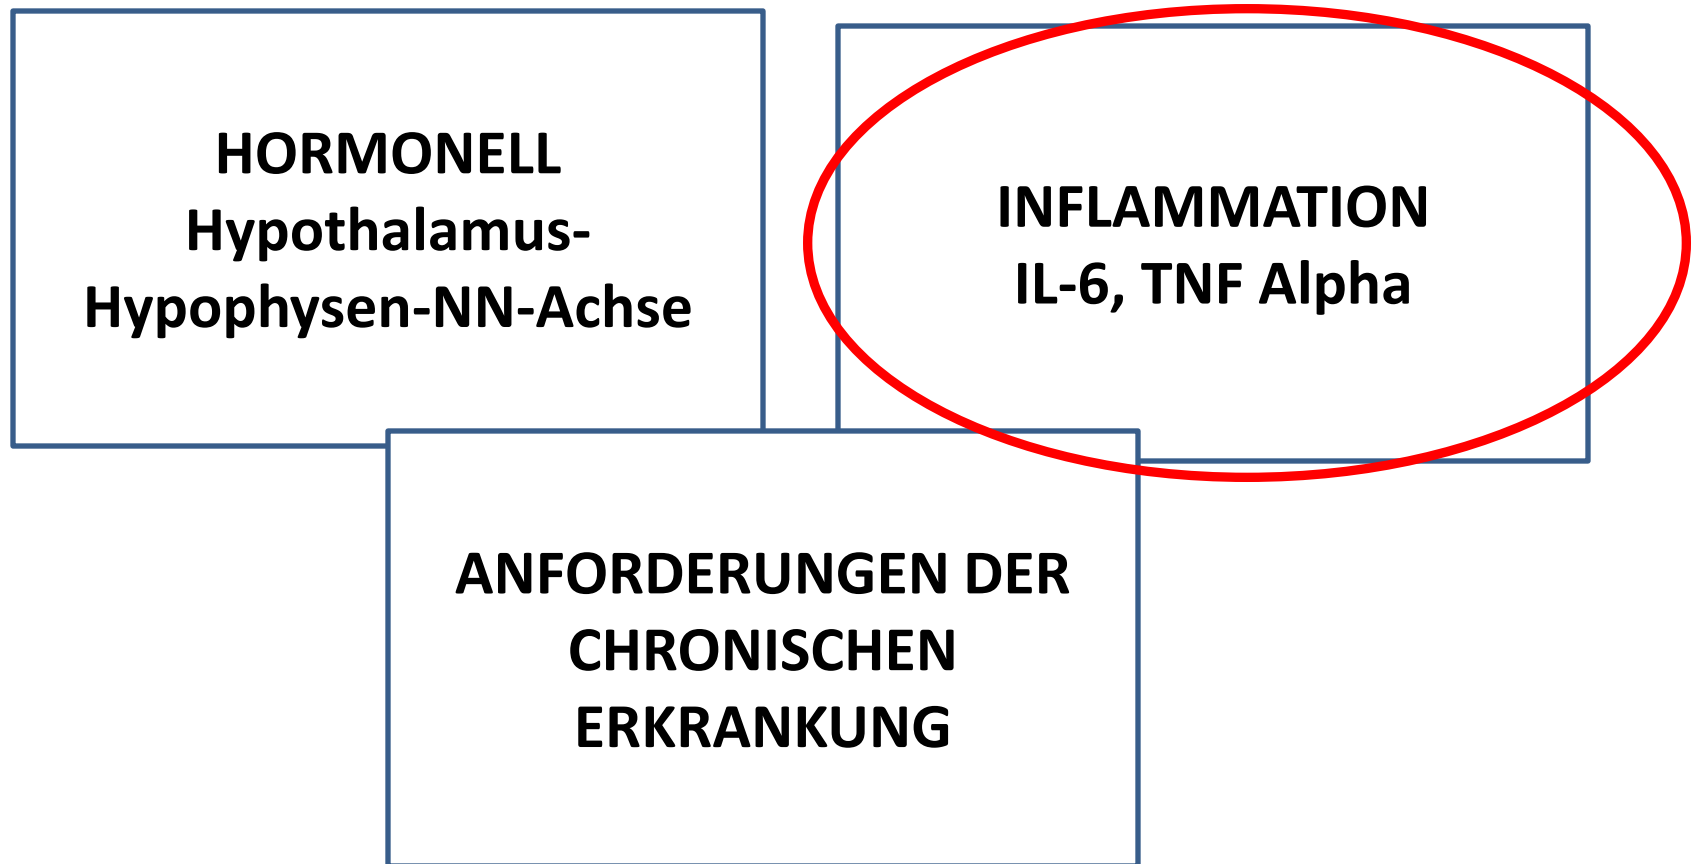 HORMONELL
Hypothalamus-
Hypophysen-NN-Achse
INFLAMMATION
IL-6, TNF Alpha
ANFORDERUNGEN DER
CHRONISCHEN
ERKRANKUNG